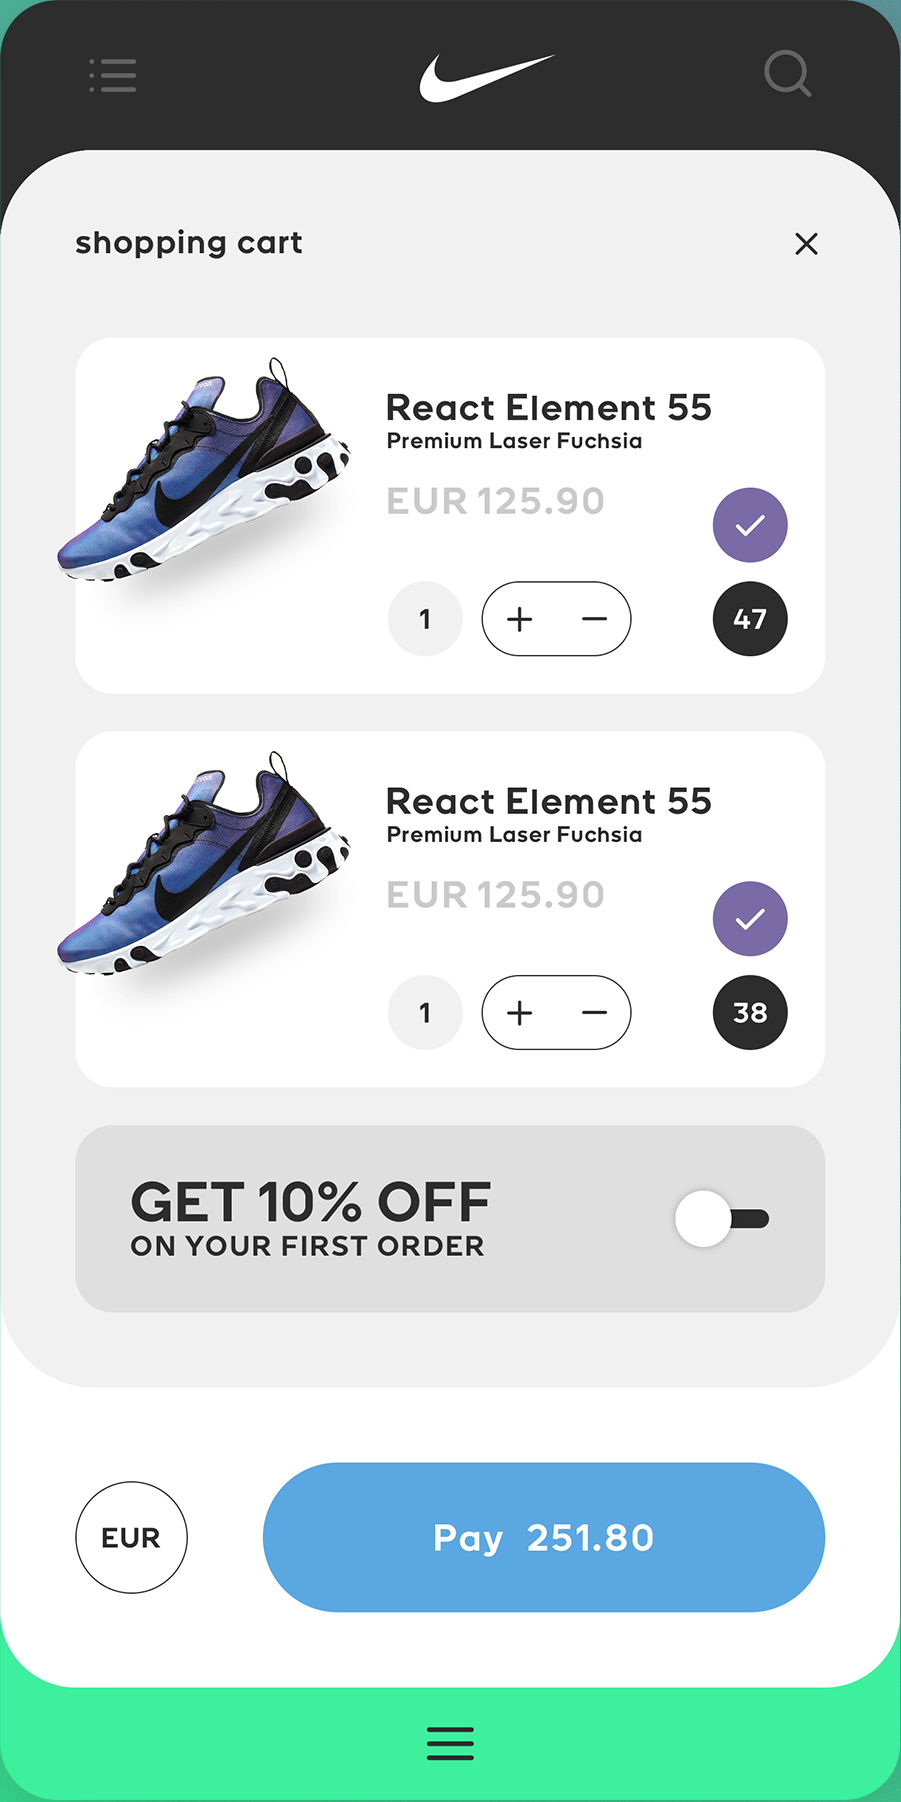 shopping cart
React Element 55
Premium Laser Fuchsia
EUR 125.90
1
47
React Element 55
Premium Laser Fuchsia
EUR 125.90
1
38
GET 10% OFF
ON YOUR FIRST ORDER
EUR
Pay 251.80